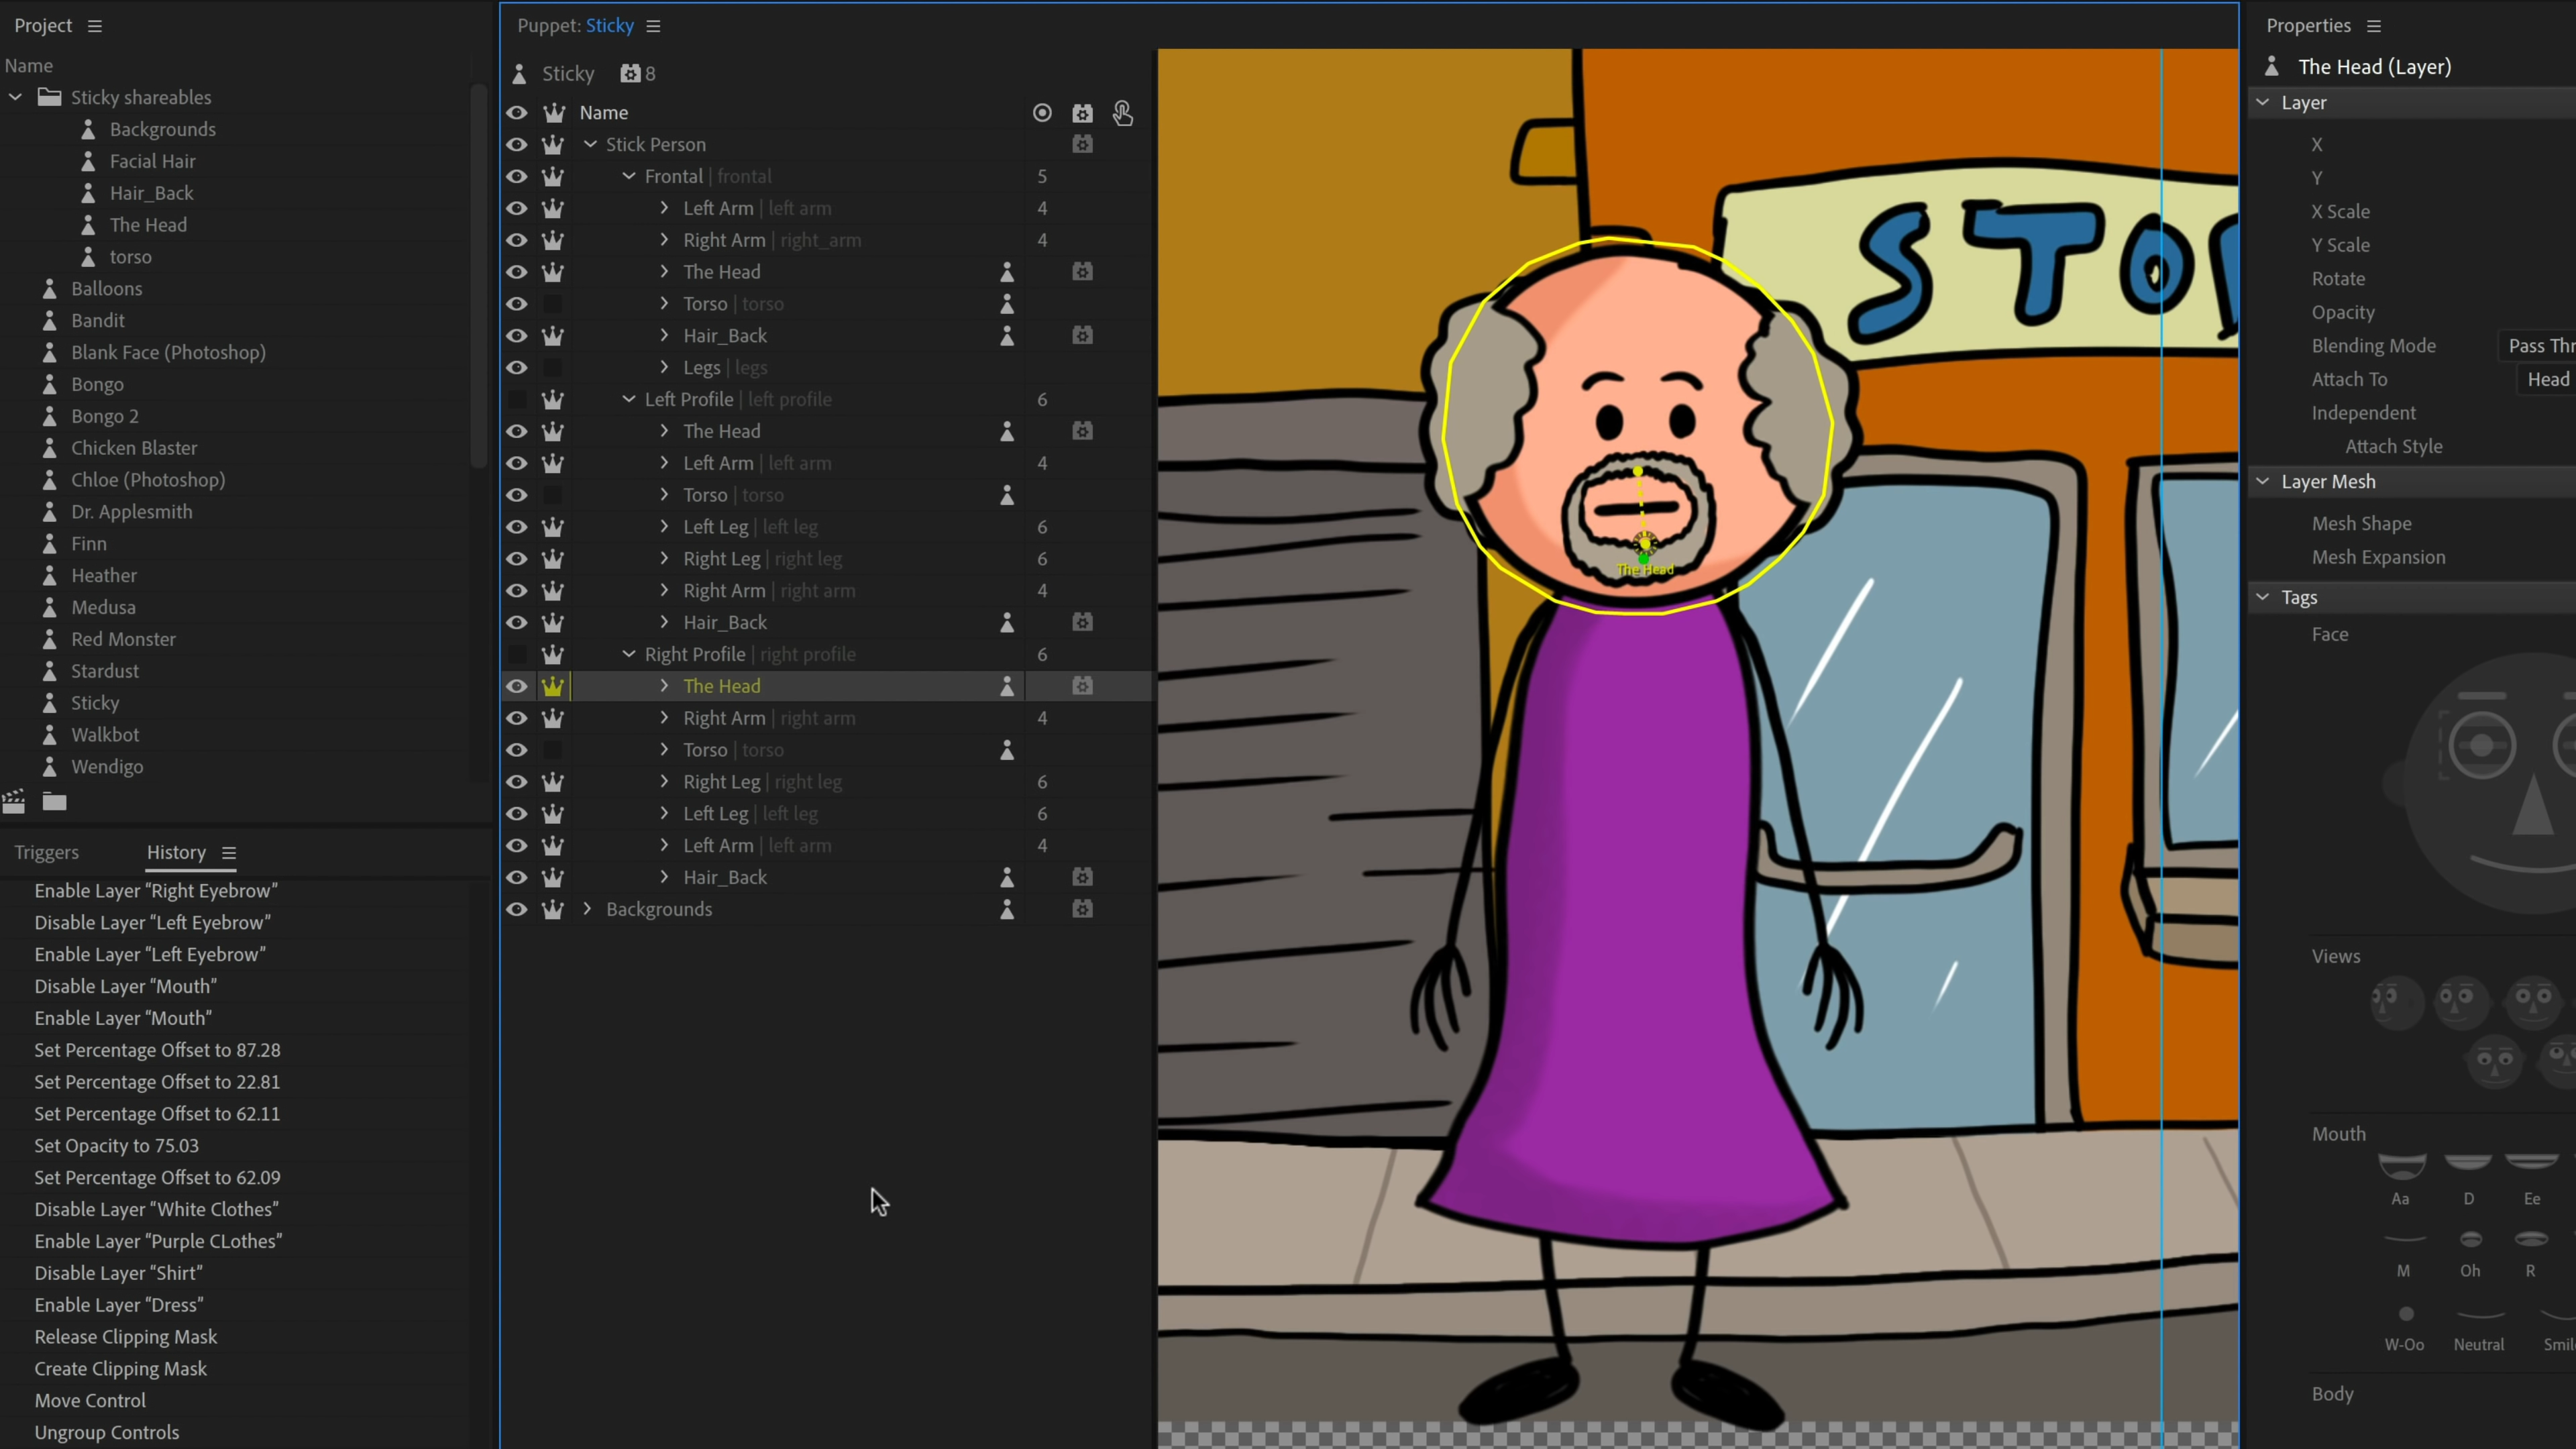 Project
Name
Sticky shareables
Backgrounds
Facial Hair
Hair_Back
The Head
torso
Balloons
Bandit
Blank Face (Photoshop)
Bongo
Bongo 2
Chicken Blaster
Chloe (Photoshop)
Dr. Applesmith
Finn
Heather
Medusa
Red Monster
Stardust
Sticky
Walkbot
Wendigo
Triggers History
Enable Layer “Right Eyebrow”
Disable Layer “Left Eyebrow”
Enable Layer “Left Eyebrow”
Disable Layer “Mouth”
Enable Layer “Mouth”
Set Percentage Offset to 87.28
Set Percentage Offset to 22.81
Set Percentage Offset to 62.11
Set Opacity to 75.03
Set Percentage Offset to 62.09
Disable Layer “White Clothes”
Enable Layer “Purple CLothes”
Disable Layer “Shirt”
Enable Layer “Dress”
Release Clipping Mask
Create Clipping Mask
Move Control
Ungroup Controls
Puppet: Sticky
Sticky 8
Name
Stick Person
Frontal | frontal 5
Left Arm | left arm 4
Right Arm | right_arm 4
The Head
Torso | torso
Hair_Back
Legs | legs
Left Profile | left profile 6
The Head
Left Arm | left arm 4
Torso | torso
Left Leg | left leg 6
Right Leg | right leg 6
Right Arm | right arm 4
Hair_Back
Right Profile | right profile 6
The Head
Right Arm | right arm 4
Torso | torso
Right Leg | right leg 6
Left Leg | left leg 6
Left Arm | left arm 4
Hair_Back
Backgrounds
STO
The Head
Properties
The Head (Layer)
Layer
X
Y
X Scale
Y Scale
Rotate
Opacity
Blending Mode Pass Thr
Attach To Head
Independent
Attach Style
Layer Mesh
Mesh Shape
Mesh Expansion
Tags
Face
Views
Mouth
Aa D Ee
M Oh R
W-Oo Neutral Smil
Body